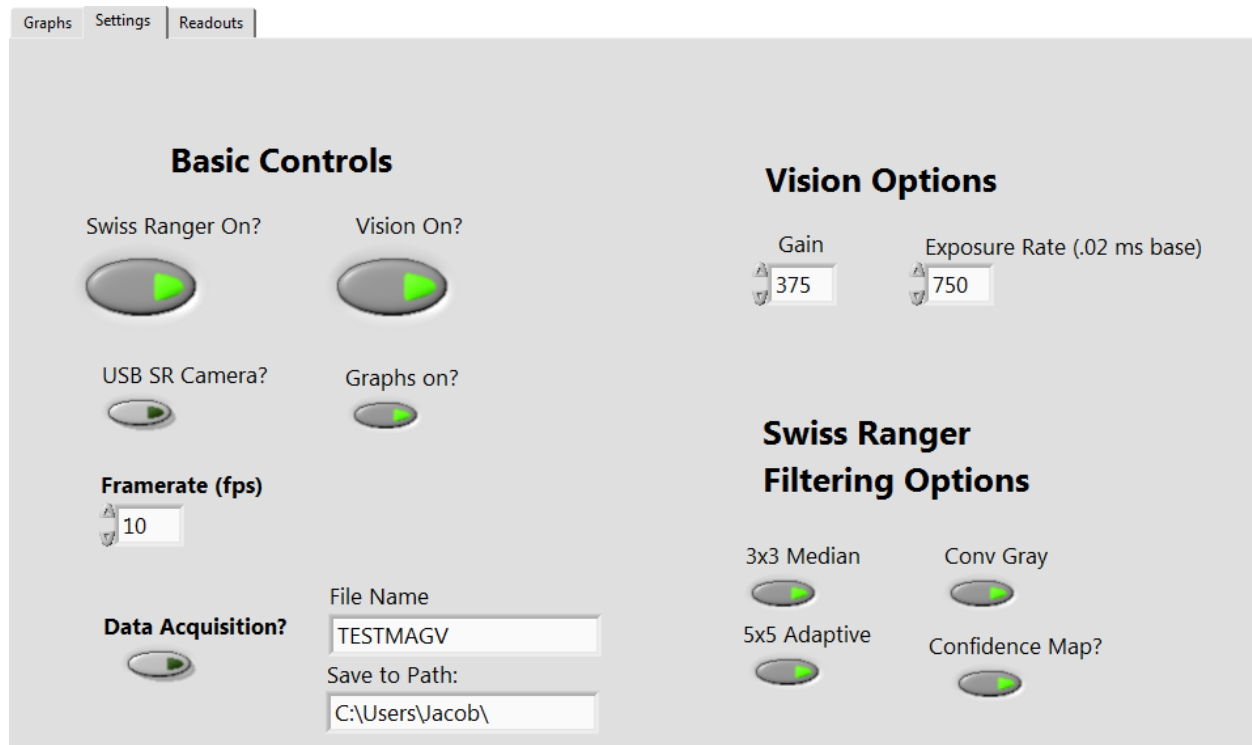 Graphs Settings Readouts
Basic Controls
Swiss Ranger On? Vision On?
USB SR Camera? Graphs on?
Framerate (fps)
10
Data Acquisition?
File Name
TESTMAGV
Save to Path:
C:\Users\Jacob\
Vision Options
Gain Exposure Rate (.02 ms base)
375 750
Swiss Ranger
Filtering Options
3x3 Median Conv Gray
5x5 Adaptive Confidence Map?